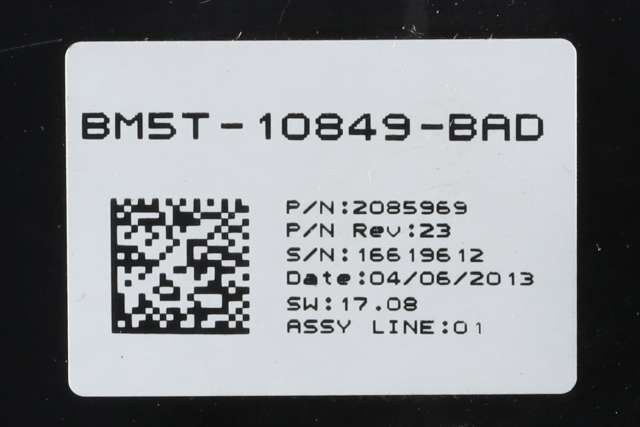 BM5T-10849-BAD
P/N:2085969
P/N Rev:23
S/N:16619612
Date:04/06/2013
SW:17.08
ASSY LINE:01